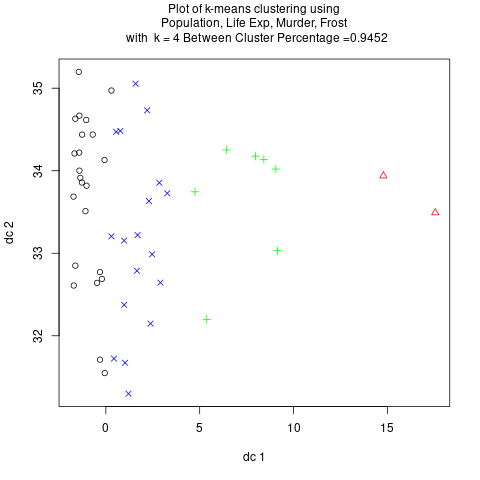 Plot of k-means clustering using
Population, Life Exp, Murder, Frost
with k = 4 Between Cluster Percentage =0.9452
35
34
33
32
dc 2
0 5 10 15
dc 1